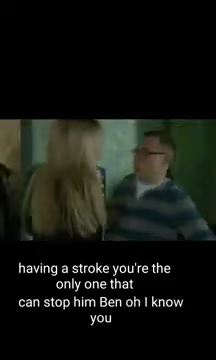 having a stroke you're the
only one that
can stop him Ben oh I know
you